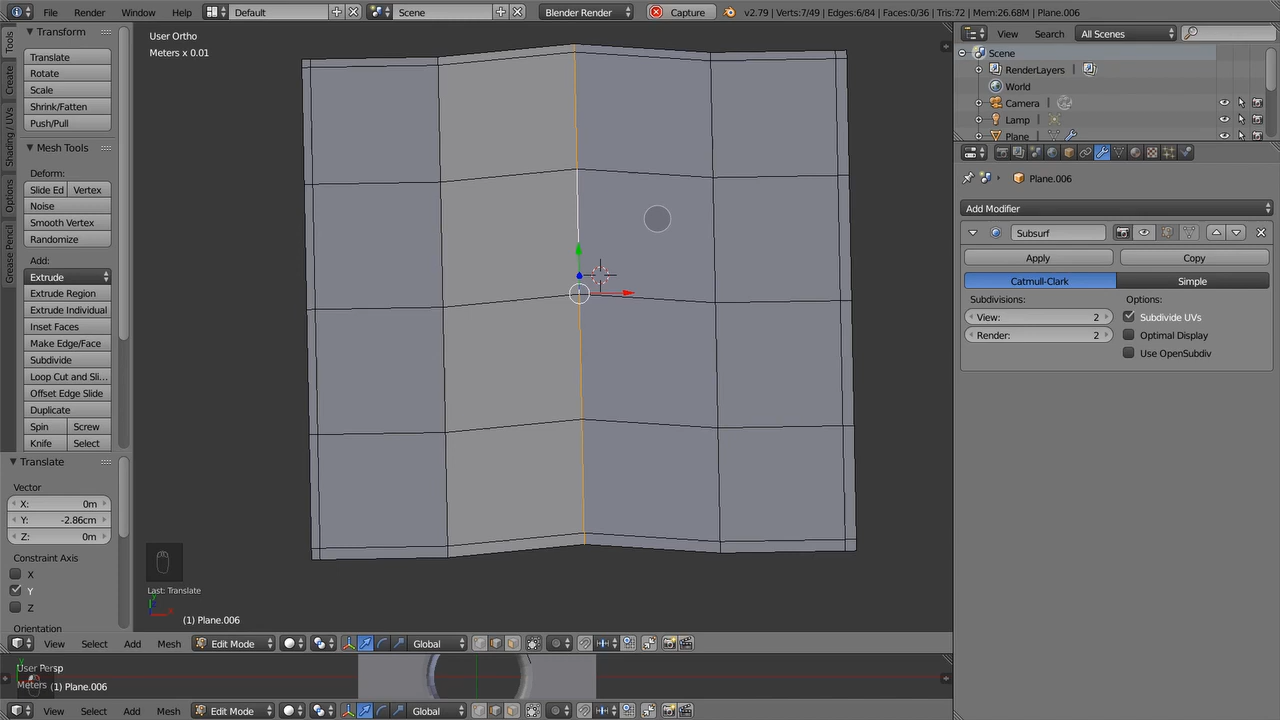 File Render Window Help Default Scene Blender Render Capture v2.79 | Verts:7/49 | Edges:6/84 | Faces:0/36 | Tris:72 | Mem:26.68M | Plane.006
Tools
Create
Shading / UVs
Options
Grease Pencil
Transform
Translate
Rotate
Scale
Shrink/Fatten
Push/Pull
Mesh Tools
Deform:
Slide Ed Vertex
Noise
Smooth Vertex
Randomize
Add:
Extrude
Extrude Region
Extrude Individual
Inset Faces
Make Edge/Face
Subdivide
Loop Cut and Sli...
Offset Edge Slide
Duplicate
Spin Screw
Knife Select
Translate
Vector
X: 0m
Y: -2.86cm
Z: 0m
Constraint Axis
X
Y
Z
Orientation
User Ortho
Meters x 0.01
Last: Translate
(1) Plane.006
View Select Add Mesh Edit Mode Global
User Persp
Meters
(1) Plane.006
View Select Add Mesh Edit Mode Global
View Search All Scenes
Scene
RenderLayers
World
Camera
Lamp
Plane
Plane.006
Add Modifier
Subsurf
Apply Copy
Catmull-Clark Simple
Subdivisions: Options:
View: 2 Subdivide UVs
Render: 2 Optimal Display
Use OpenSubdiv